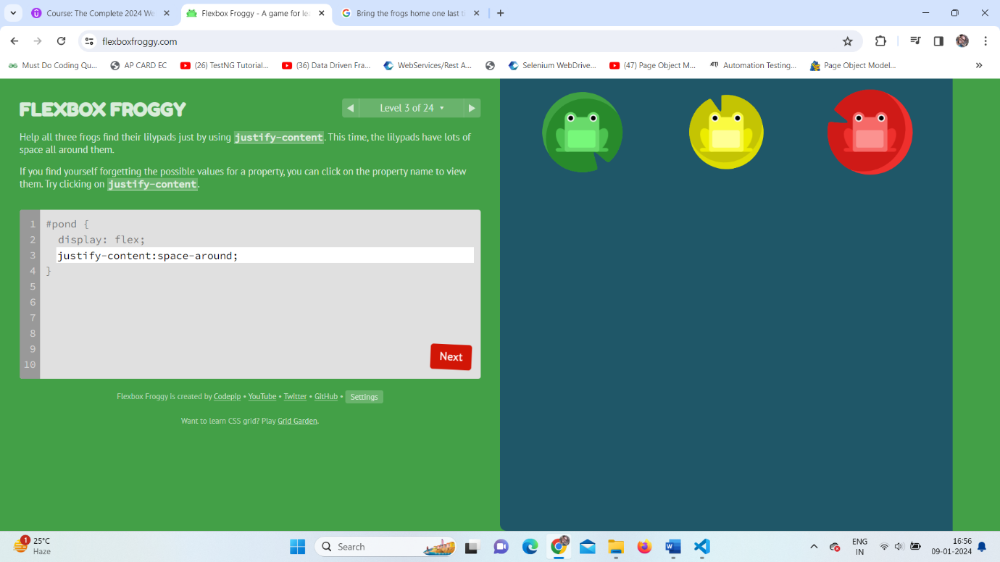 Course: The Complete 2024 We
Flexbox Froggy - A game for lea
Bring the frogs home one last t
flexboxfroggy.com
Must Do Coding Qu...
AP CARD EC
(26) TestNG Tutorial...
(36) Data Driven Fra...
WebServices/Rest A...
Selenium WebDrive...
(47) Page Object M...
Automation Testing...
Page Object Model...
»
FLEXBOX FROGGY
Level 3 of 24
Help all three frogs find their lilypads just by using justify-content. This time, the lilypads have lots of
space all around them.
If you find yourself forgetting the possible values for a property, you can click on the property name to view
them. Try clicking on justify-content.
1 #pond {
2 display: flex;
3 justify-content:space-around;
4 }
5
6
7
8
9
10
Next
Flexbox Froggy is created by Codepip • YouTube • Twitter • GitHub • Settings
Want to learn CSS grid? Play Grid Garden.
1
25°C
Haze
Search
ENG
IN
16:56
09-01-2024